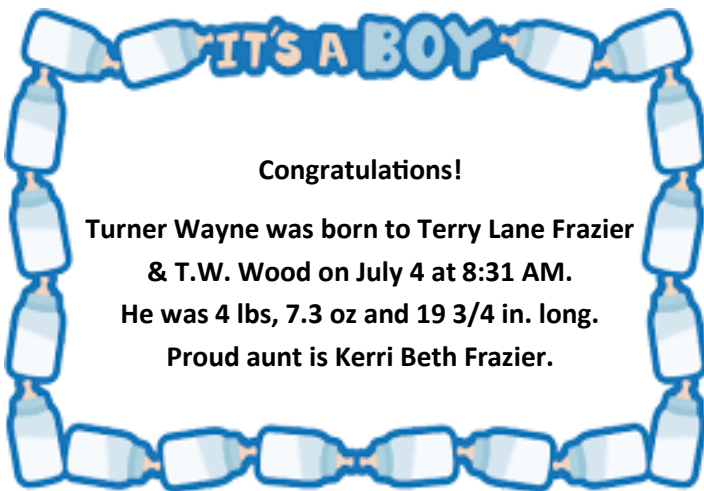 IT'S A BOY
Congratulations!
Turner Wayne was born to Terry Lane Frazier
& T.W. Wood on July 4 at 8:31 AM.
He was 4 lbs, 7.3 oz and 19 3/4 in. long.
Proud aunt is Kerri Beth Frazier.